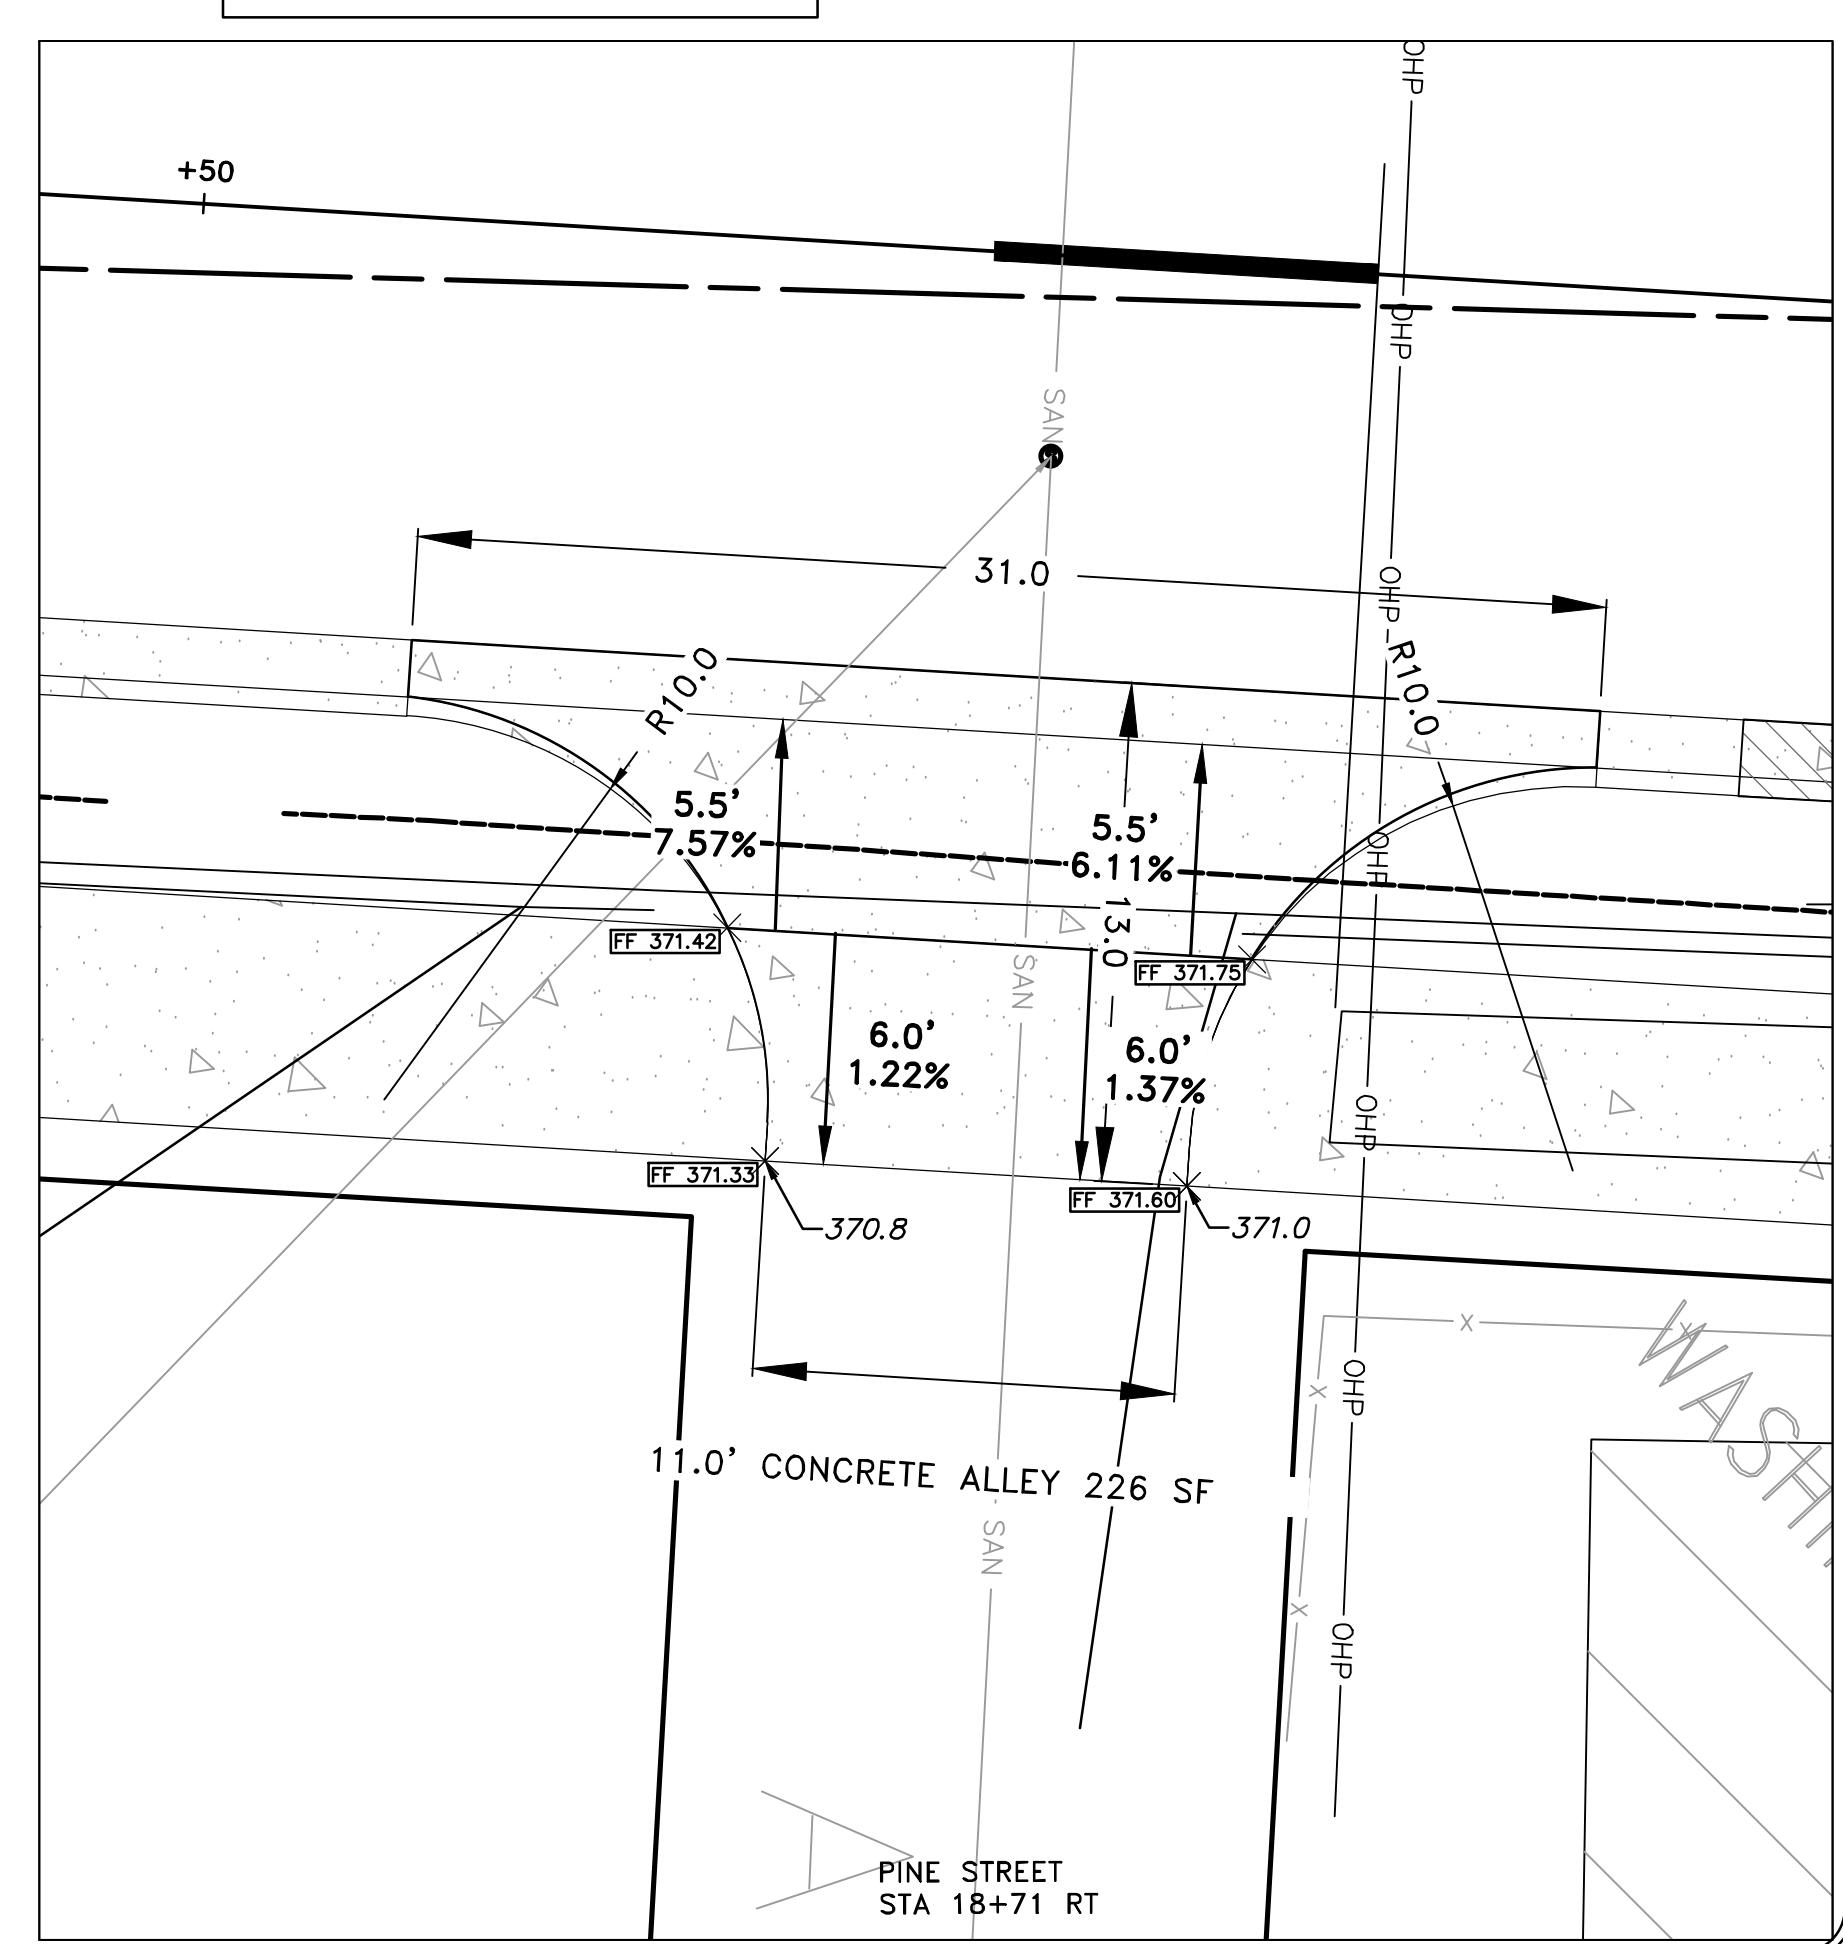 OHP
+50
OHP
SAN
31.0
OHP
R10.0
R10.0
5.5'
7.57%
5.5'
6.11%
OHP
13.0
FF 371.42
FF 371.75
SAN
6.0'
1.22%
6.0'
1.37%
OHP
FF 371.33
FF 371.60
370.8
371.0
X
X
X
OHP
WASHI
11.0' CONCRETE ALLEY 226 SF
SAN
X
OHP
PINE STREET
STA 18+71 RT